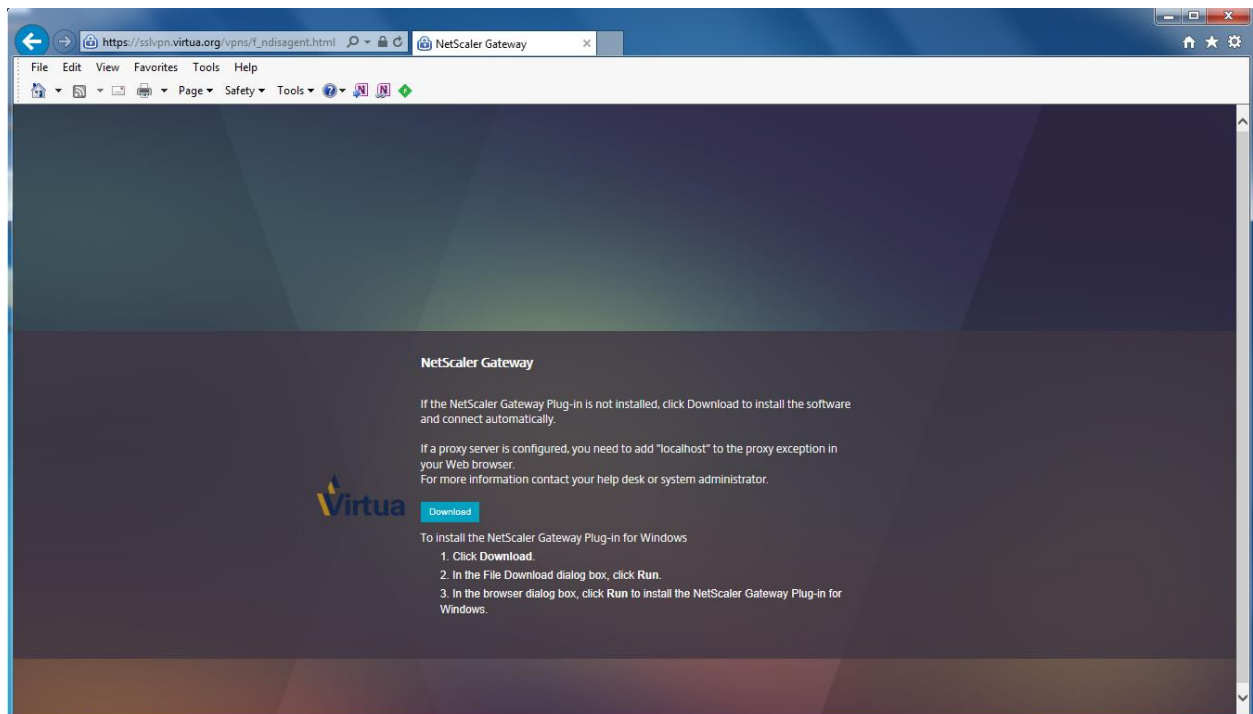 https://sslvpn.virtua.org/vpns/f_ndisagent.html
NetScaler Gateway
File Edit View Favorites Tools Help
Page Safety Tools
NetScaler Gateway
If the NetScaler Gateway Plug-in is not installed, click Download to install the software
and connect automatically.
If a proxy server is configured, you need to add "localhost" to the proxy exception in
your Web browser.
For more information contact your help desk or system administrator.
Virtua
Download
To install the NetScaler Gateway Plug-in for Windows
1. Click Download.
2. In the File Download dialog box, click Run.
3. In the browser dialog box, click Run to install the NetScaler Gateway Plug-in for
Windows.